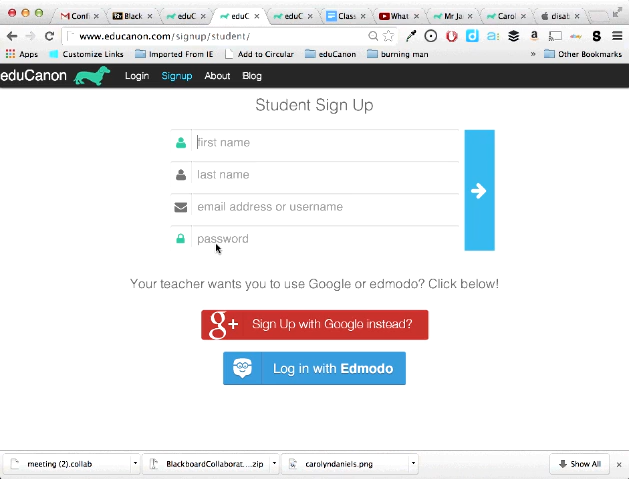 Confi
Black
eduC
eduC
educ
Class
What
Mr Ja
Carol
disab
www.educanon.com/signup/student/
Apps
Customize Links
Imported From IE
Add to Circular
eduCanon
burning man
»
Other Bookmarks
eduCanon
Login
Signup
About
Blog
Student Sign Up
first name
last name
email address or username
password
Your teacher wants you to use Google or edmodo? Click below!
g+ Sign Up with Google instead?
Log in with Edmodo
meeting (2).collab
BlackboardCollaborat....zip
carolyndaniels.png
Show All